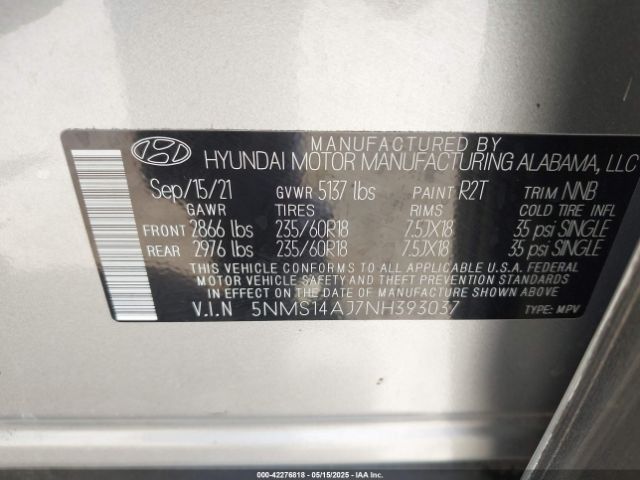 MANUFACTURED BY
HYUNDAI MOTOR MANUFACTURING ALABAMA, LLC
Sep/15/21 GVWR 5137 lbs PAINT R2T TRIM NNB
GAWR TIRES RIMS COLD TIRE INFL
FRONT 2866 lbs 235/60R18 7.5JX18 35 psi SINGLE
REAR 2976 lbs 235/60R18 7.5JX18 35 psi SINGLE
THIS VEHICLE CONFORMS TO ALL APPLICABLE U.S.A. FEDERAL
MOTOR VEHICLE SAFETY AND THEFT PREVENTION STANDARDS
IN EFFECT ON THE DATE OF MANUFACTURE SHOWN ABOVE.
V.I.N 5NMS14AJ7NH393037 TYPE: MPV
© 000-42276818 - 05/15/2025 - IAA Inc.